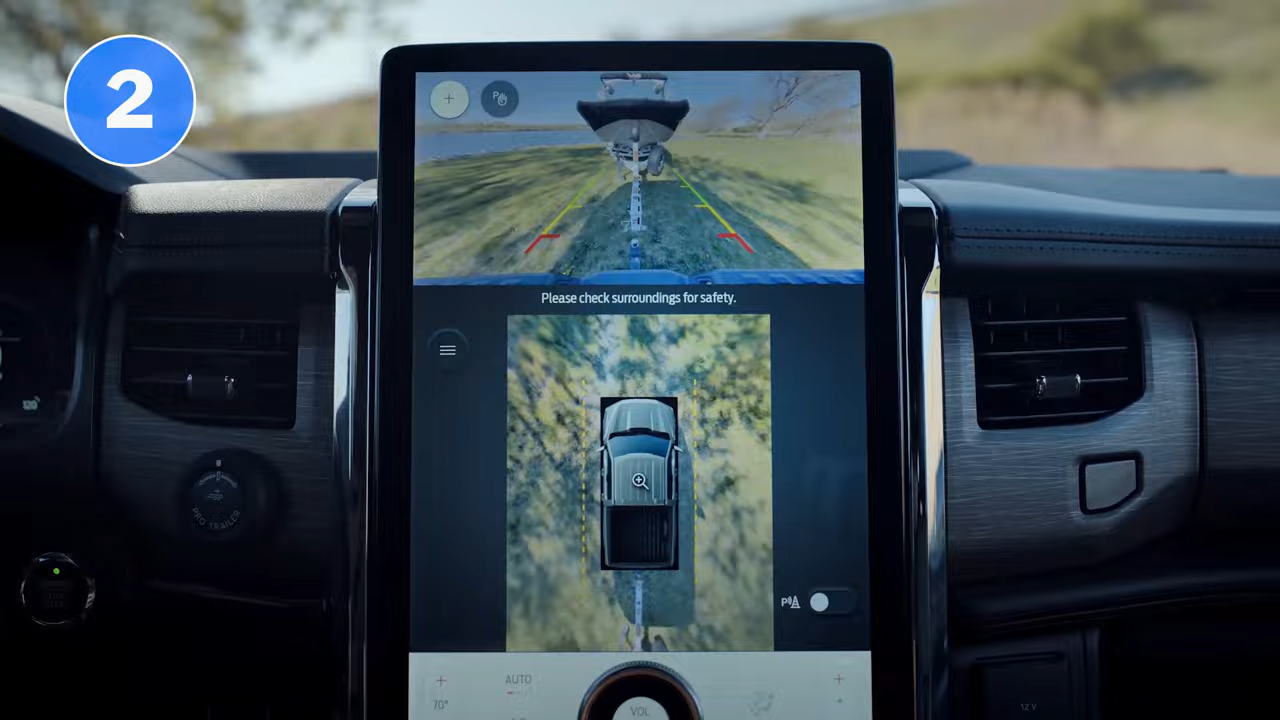 2
Please check surroundings for safety.
PRO TRAILER
AUTO
70°
VOL
12 V